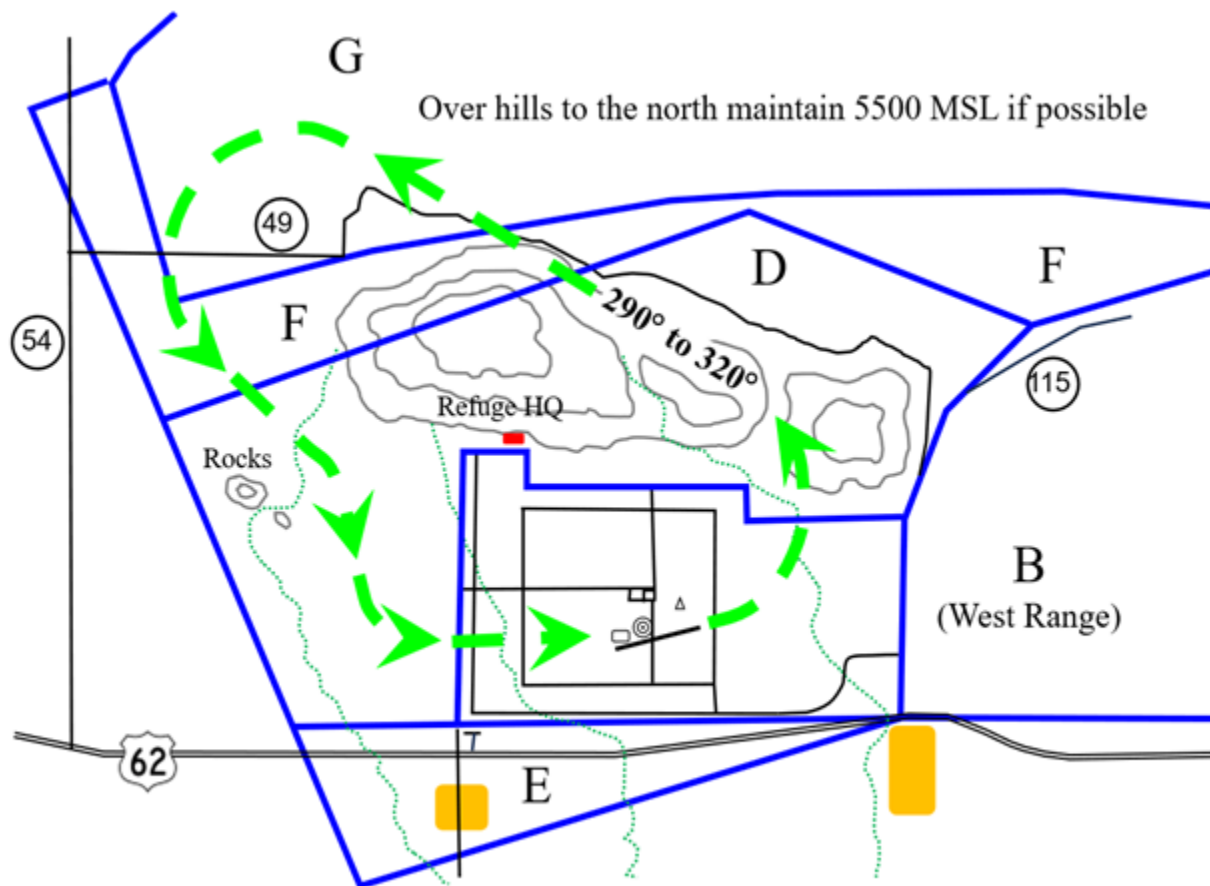 G
Over hills to the north maintain 5500 MSL if possible
49
D
F
F
290° to 320°
54
115
Refuge HQ
Rocks
B
(West Range)
T
62
E